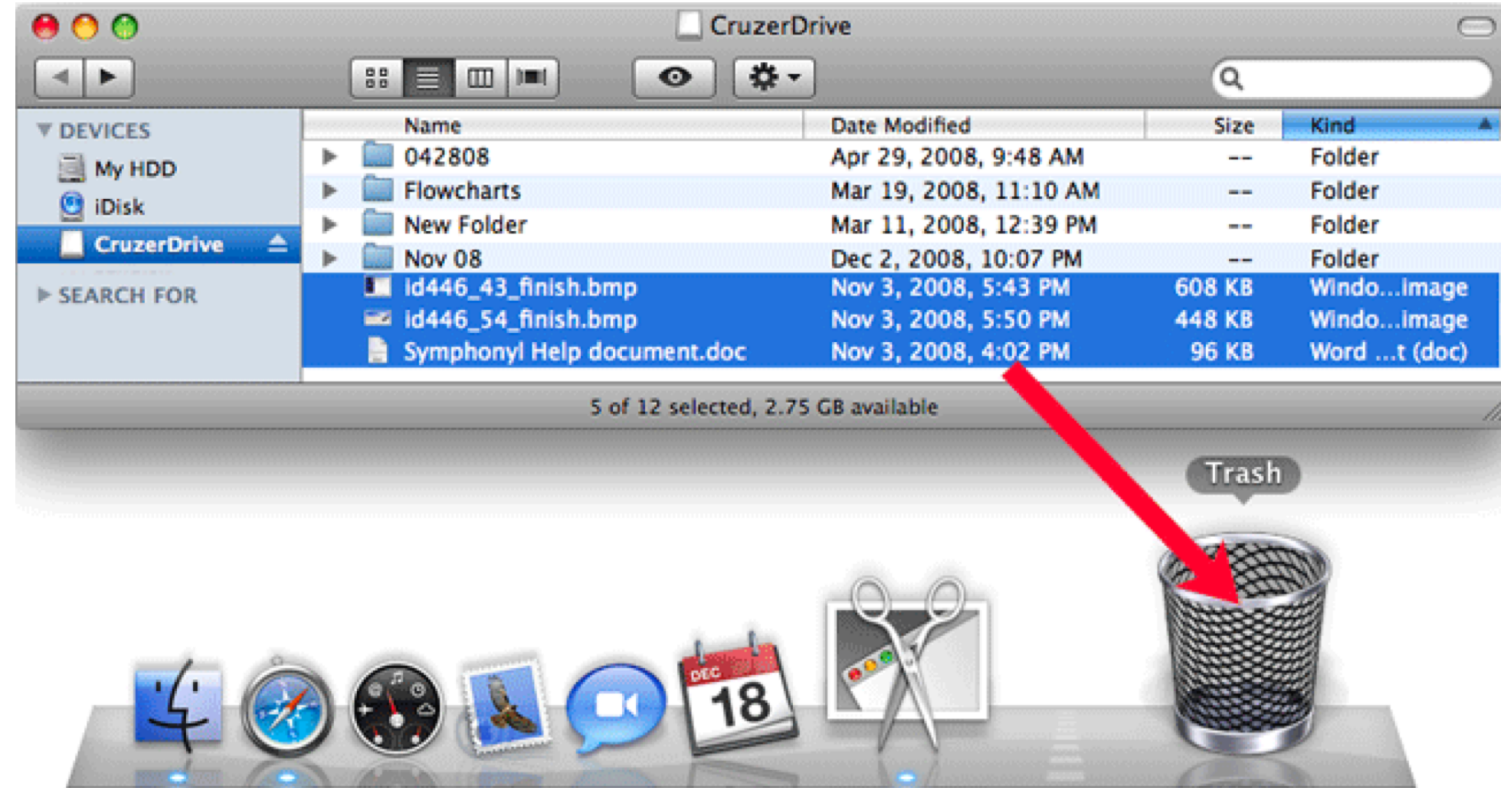 CruzerDrive
DEVICES
My HDD
iDisk
CruzerDrive
SEARCH FOR
Name Date Modified Size Kind
042808 Apr 29, 2008, 9:48 AM -- Folder
Flowcharts Mar 19, 2008, 11:10 AM -- Folder
New Folder Mar 11, 2008, 12:39 PM -- Folder
Nov 08 Dec 2, 2008, 10:07 PM -- Folder
id446_43_finish.bmp Nov 3, 2008, 5:43 PM 608 KB Windo...image
id446_54_finish.bmp Nov 3, 2008, 5:50 PM 448 KB Windo...image
Symphonyl Help document.doc Nov 3, 2008, 4:02 PM 96 KB Word ...t (doc)
5 of 12 selected, 2.75 GB available
Trash
DEC
18